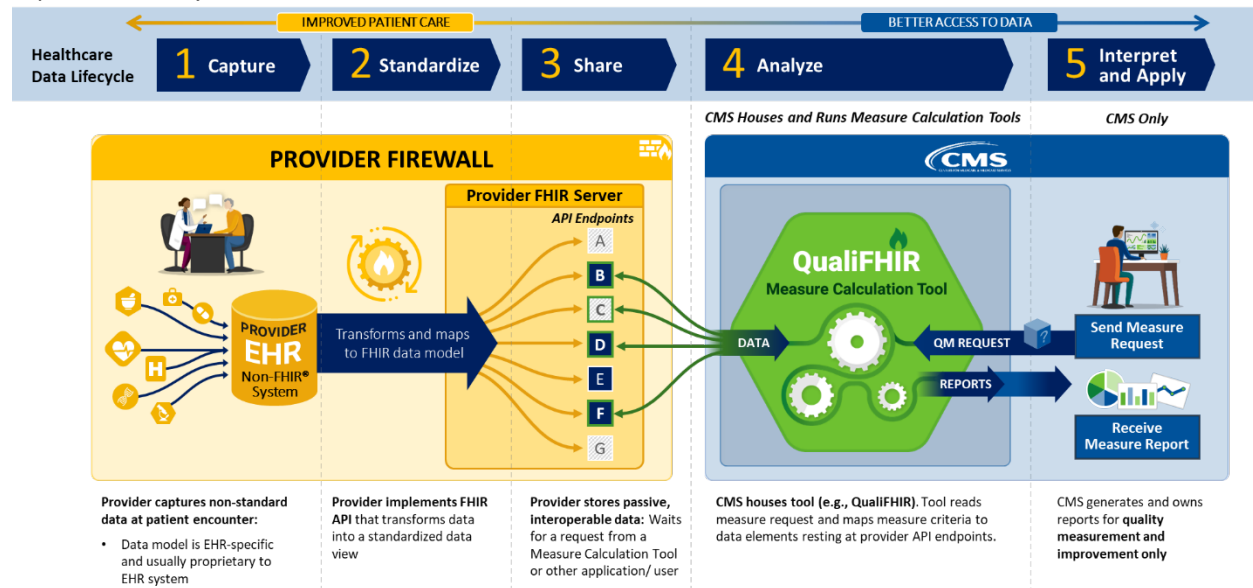 IMPROVED PATIENT CARE
BETTER ACCESS TO DATA
Healthcare
Data Lifecycle
1 Capture
2 Standardize
3 Share
4 Analyze
5 Interpret
and Apply
CMS Houses and Runs Measure Calculation Tools
CMS Only
PROVIDER FIREWALL
CMS
Provider FHIR Server
API Endpoints
A
B
C
D
E
F
G
PROVIDER
EHR
Non-FHIR®
System
H
Transforms and maps
to FHIR data model
QualiFHIR
Measure Calculation Tool
DATA
QM REQUEST
REPORTS
Send Measure
Request
Receive
Measure Report
Provider captures non-standard
data at patient encounter:
• Data model is EHR-specific
and usually proprietary to
EHR system
Provider implements FHIR
API that transforms data
into a standardized data
view
Provider stores passive,
interoperable data: Waits
for a request from a
Measure Calculation Tool
or other application/ user
CMS houses tool (e.g., QualiFHIR). Tool reads
measure request and maps measure criteria to
data elements resting at provider API endpoints.
CMS generates and owns
reports for quality
measurement and
improvement only